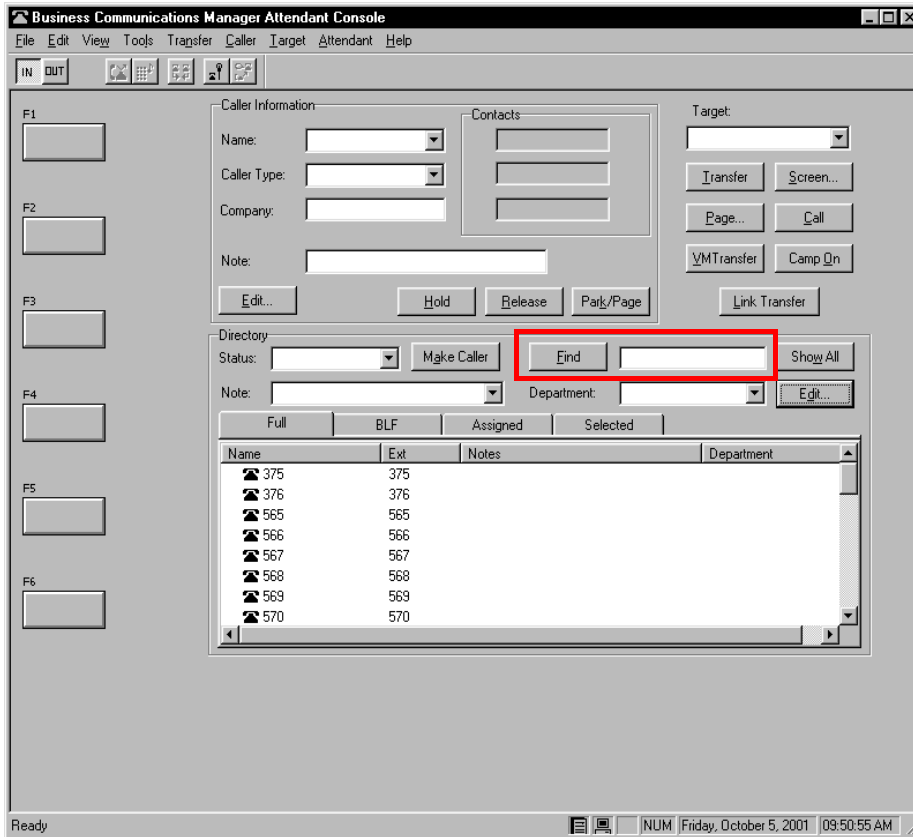 Business Communications Manager Attendant Console
File Edit View Tools Transfer Caller Target Attendant Help
IN OUT
F1
F2
F3
F4
F5
F6
Caller Information
Name:
Caller Type:
Company:
Note:
Contacts
Edit...
Hold
Release
Park/Page
Target:
Transfer
Screen...
Page...
Call
VMTransfer
Camp On
Link Transfer
Directory
Status:
Make Caller
Find
Show All
Note:
Department:
Edit...
Full BLF Assigned Selected
Name Ext Notes Department
375 375
376 376
565 565
566 566
567 567
568 568
569 569
570 570
Ready
NUM Friday, October 5, 2001 09:50:55 AM